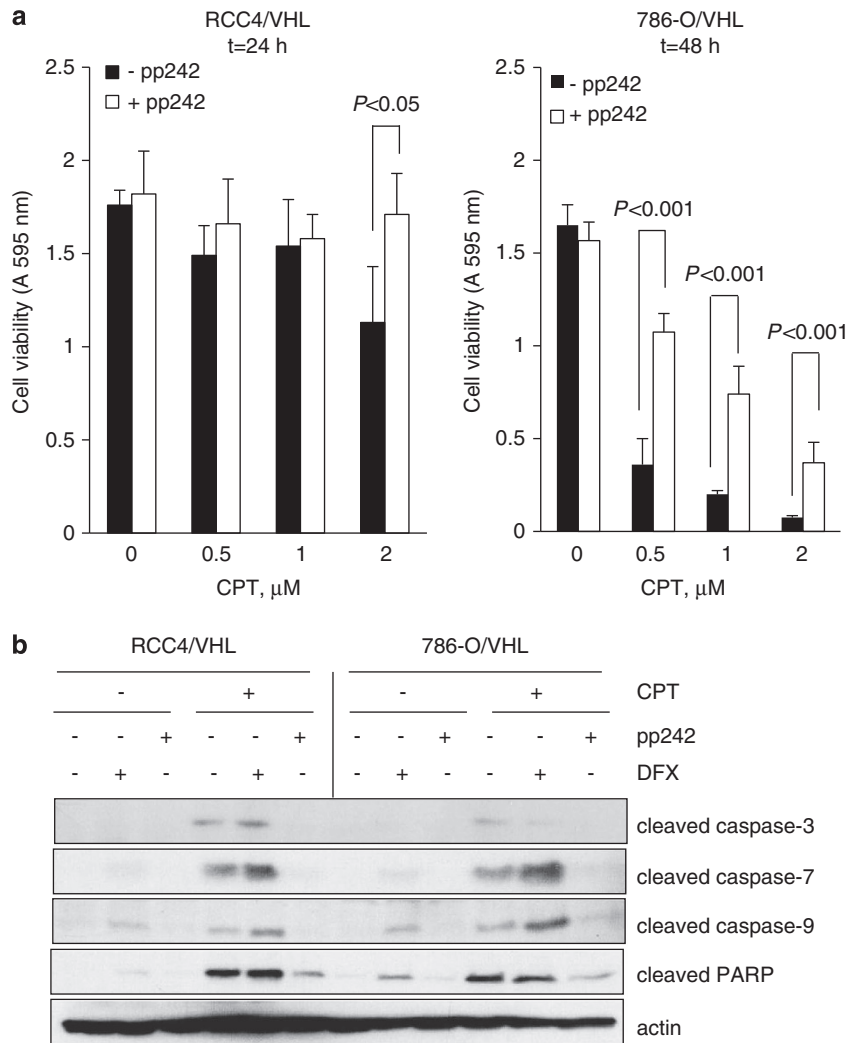 a
RCC4/VHL
t=24 h
2.5
2
1.5
1
0.5
0
Cell viability (A 595 nm)
- pp242
+ pp242
P<0.05
0 0.5 1 2
CPT, μM
786-O/VHL
t=48 h
2.5
2
1.5
1
0.5
0
Cell viability (A 595 nm)
- pp242
+ pp242
P<0.001
P<0.001
P<0.001
0 0.5 1 2
CPT, μM
b
RCC4/VHL 786-O/VHL
- + - + CPT
- - + - - + - - + - - + pp242
- + - - + - - + - - + - DFX
cleaved caspase-3
cleaved caspase-7
cleaved caspase-9
cleaved PARP
actin